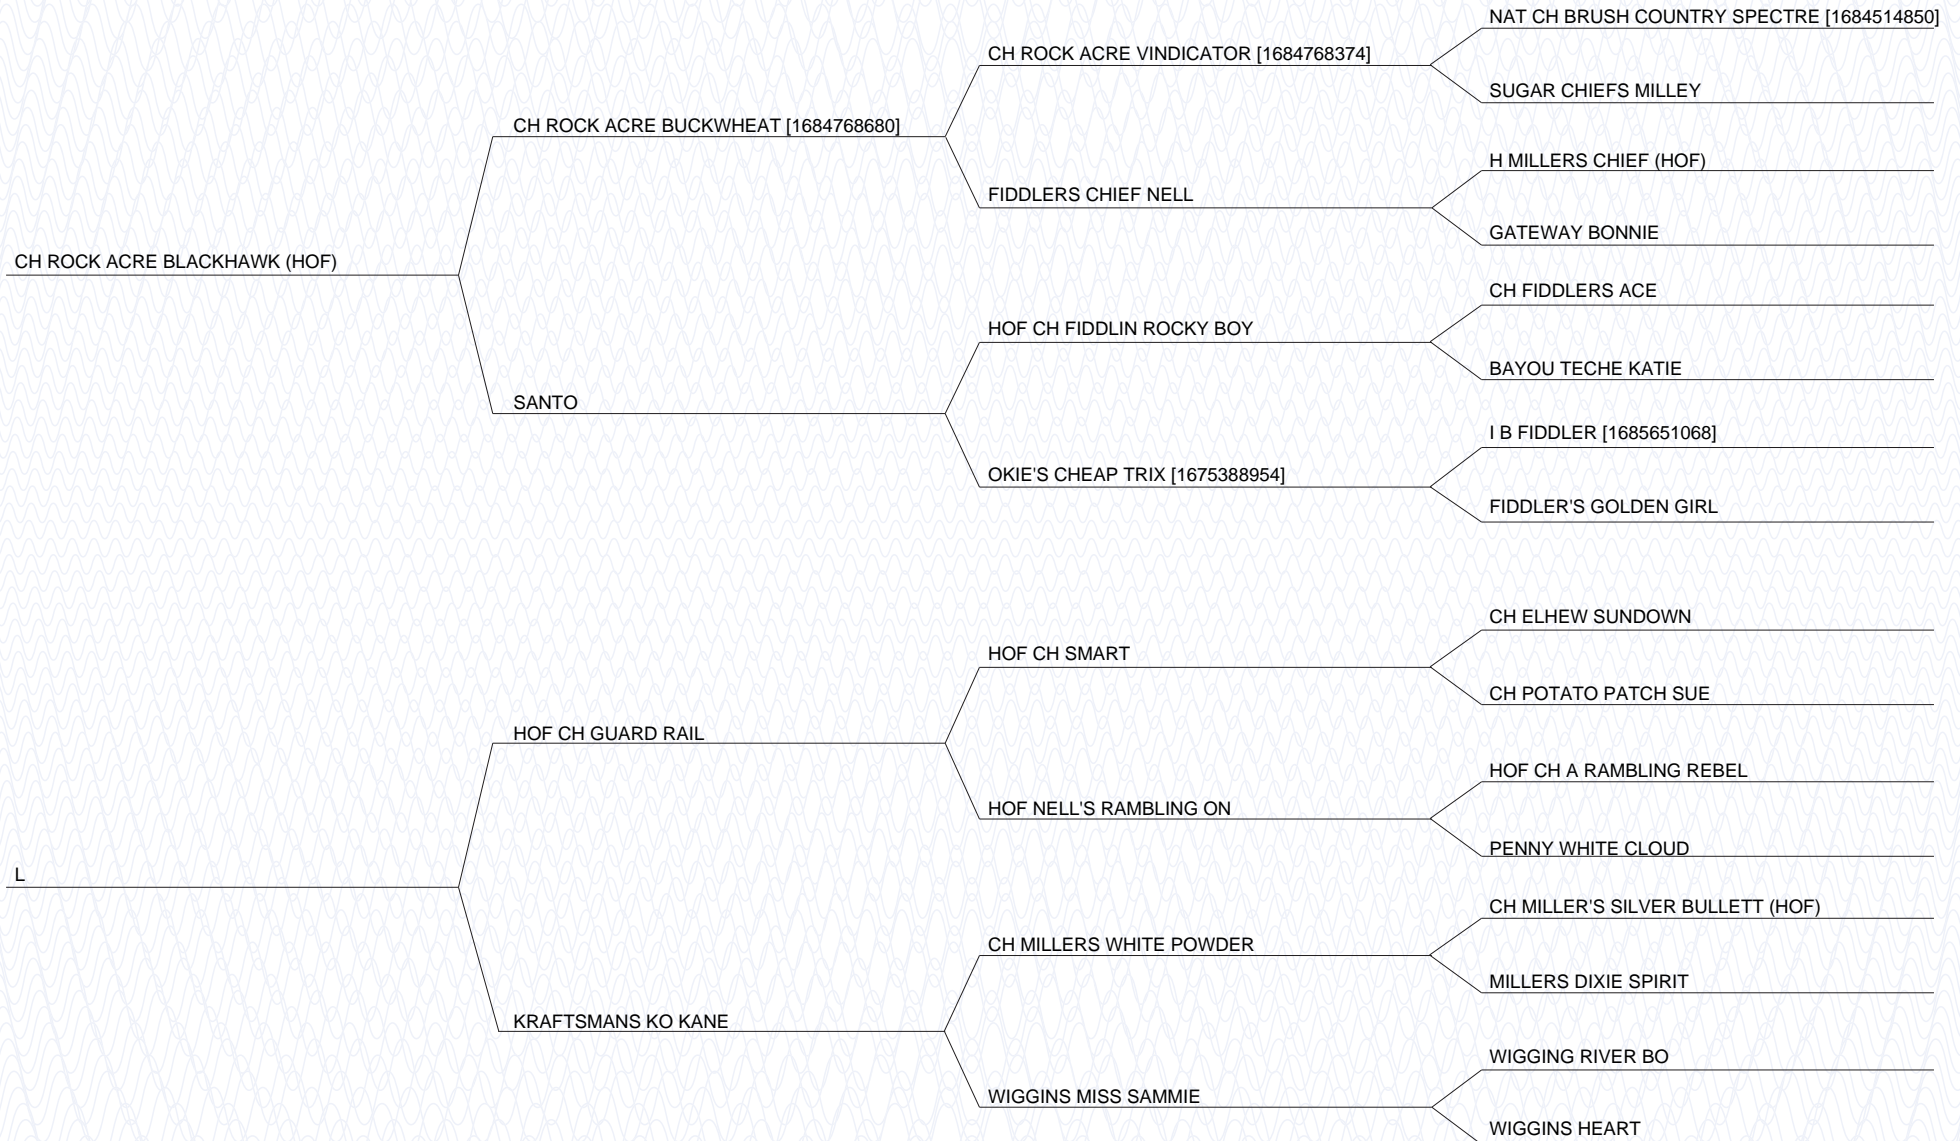 NAT CH BRUSH COUNTRY SPECTRE [1684514850]
CH ROCK ACRE VINDICATOR [1684768374]
SUGAR CHIEFS MILLEY
CH ROCK ACRE BUCKWHEAT [1684768680]
H MILLERS CHIEF (HOF)
FIDDLERS CHIEF NELL
GATEWAY BONNIE
CH ROCK ACRE BLACKHAWK (HOF)
CH FIDDLERS ACE
HOF CH FIDDLIN ROCKY BOY
BAYOU TECHE KATIE
SANTO
I B FIDDLER [1685651068]
OKIE'S CHEAP TRIX [1675388954]
FIDDLER'S GOLDEN GIRL
CH ELHEW SUNDOWN
HOF CH SMART
CH POTATO PATCH SUE
HOF CH GUARD RAIL
HOF CH A RAMBLING REBEL
HOF NELL'S RAMBLING ON
PENNY WHITE CLOUD
L
CH MILLER'S SILVER BULLETT (HOF)
CH MILLERS WHITE POWDER
MILLERS DIXIE SPIRIT
KRAFTSMANS KO KANE
WIGGING RIVER BO
WIGGINS MISS SAMMIE
WIGGINS HEART